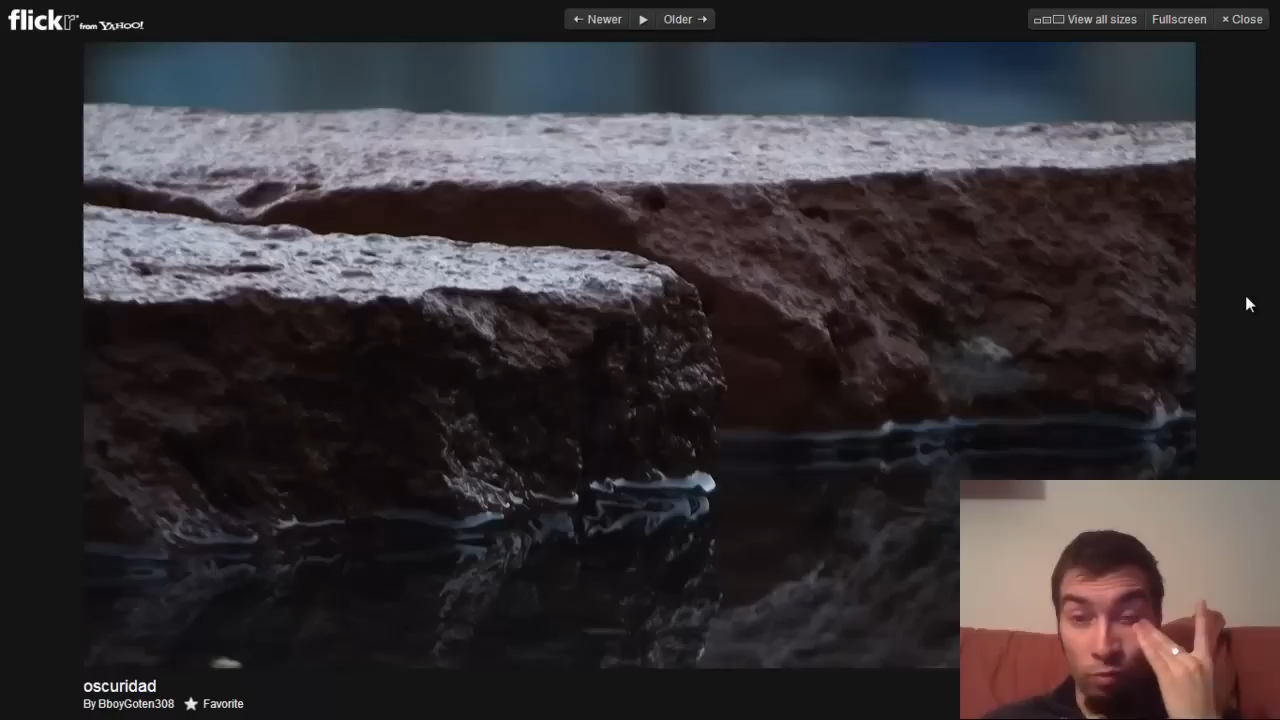 flickr from YAHOO!
← Newer
Older →
View all sizes
Fullscreen
× Close
oscuridad
By BboyGoten308 ★ Favorite